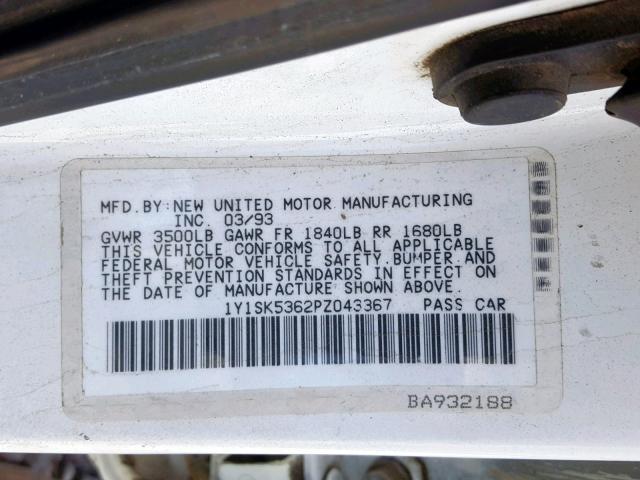 MFD.BY:NEW UNITED MOTOR MANUFACTURING
INC. 03/93
GVWR 3500LB GAWR FR 1840LB RR 1680LB
THIS VEHICLE CONFORMS TO ALL APPLICABLE
FEDERAL MOTOR VEHICLE SAFETY.BUMPER.AND
THEFT PREVENTION STANDARDS IN EFFECT ON
THE DATE OF MANUFACTURE SHOWN ABOVE.
1Y1SK5362PZ043367 PASS CAR
BA932188